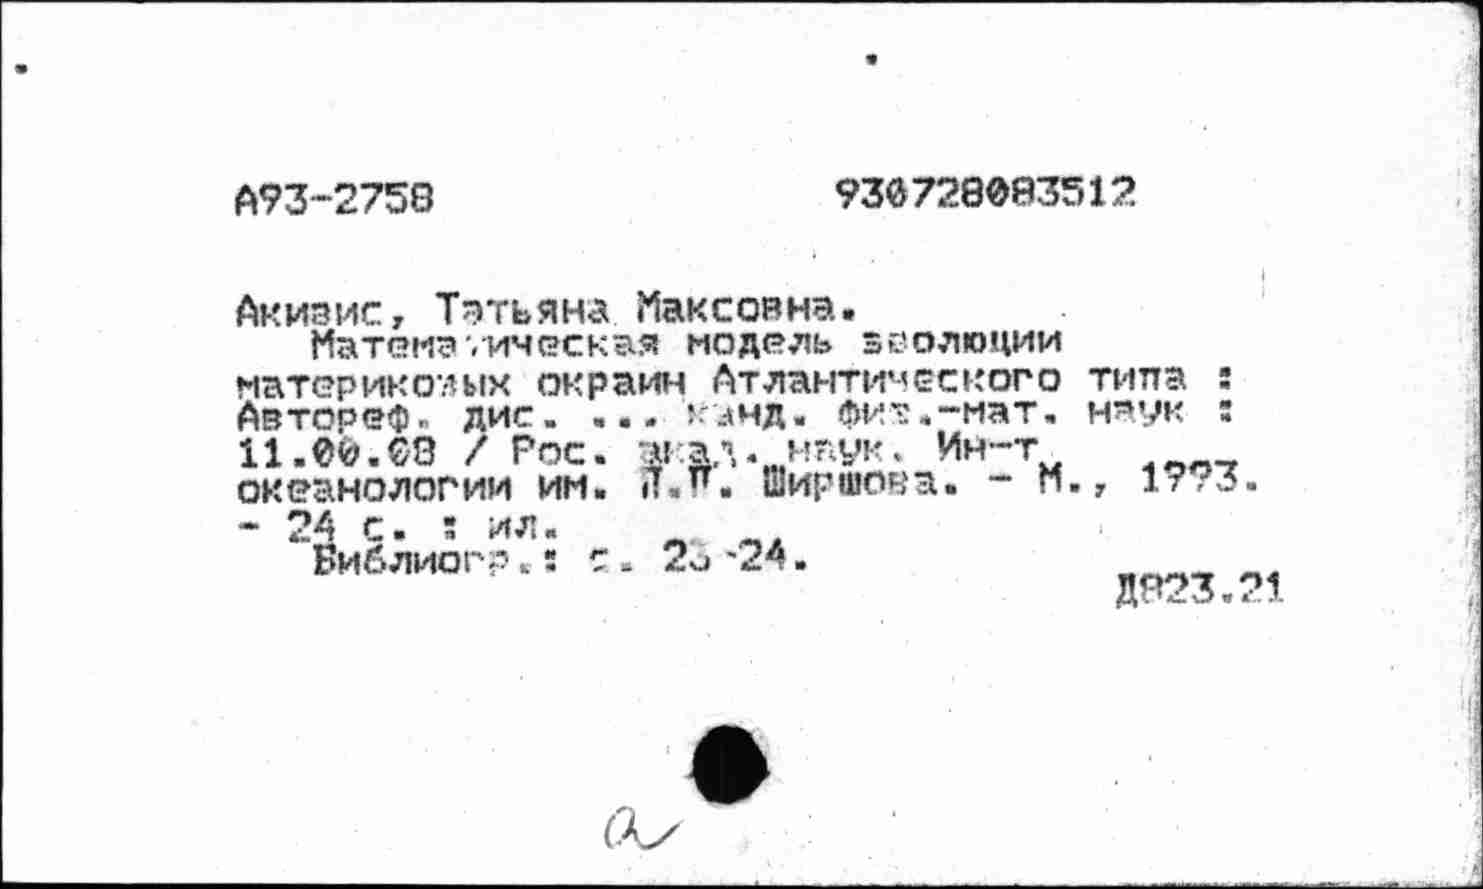 А93-2758 930728083512
Акивис, Татьяна Максовна.
Математическая модель эволюции
материковых окраин Атлантического типа :
Автореф. дис. ... канд. физ.-мат. наук :
11.00.08 / Рос. акад. наук. Ин-т
океанологии им. П.П. Ширшова. - М., 1993.
- 24 с. : ил.
Библиогр.: с. 23-24.
Д823.21